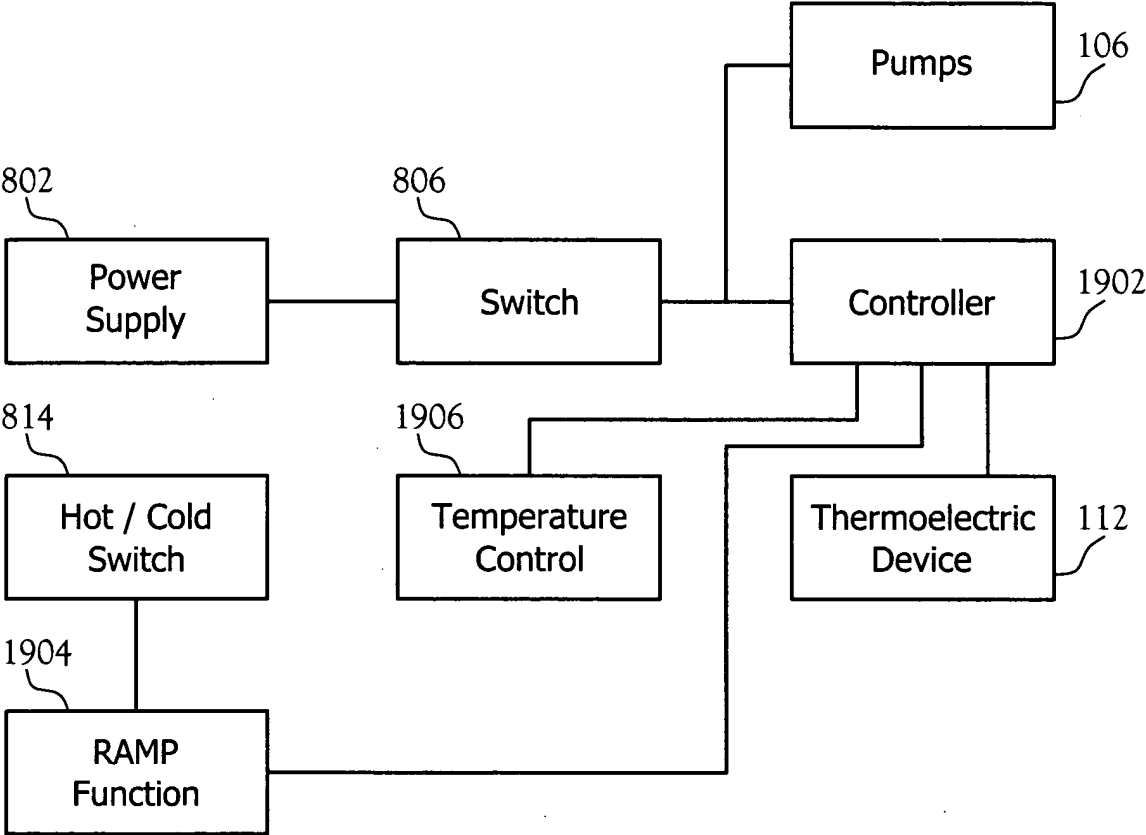 Pumps
106
802
806
Power
Supply
Switch
Controller
1902
814
1906
Hot / Cold
Switch
Temperature
Control
Thermoelectric
Device
112
1904
RAMP
Function